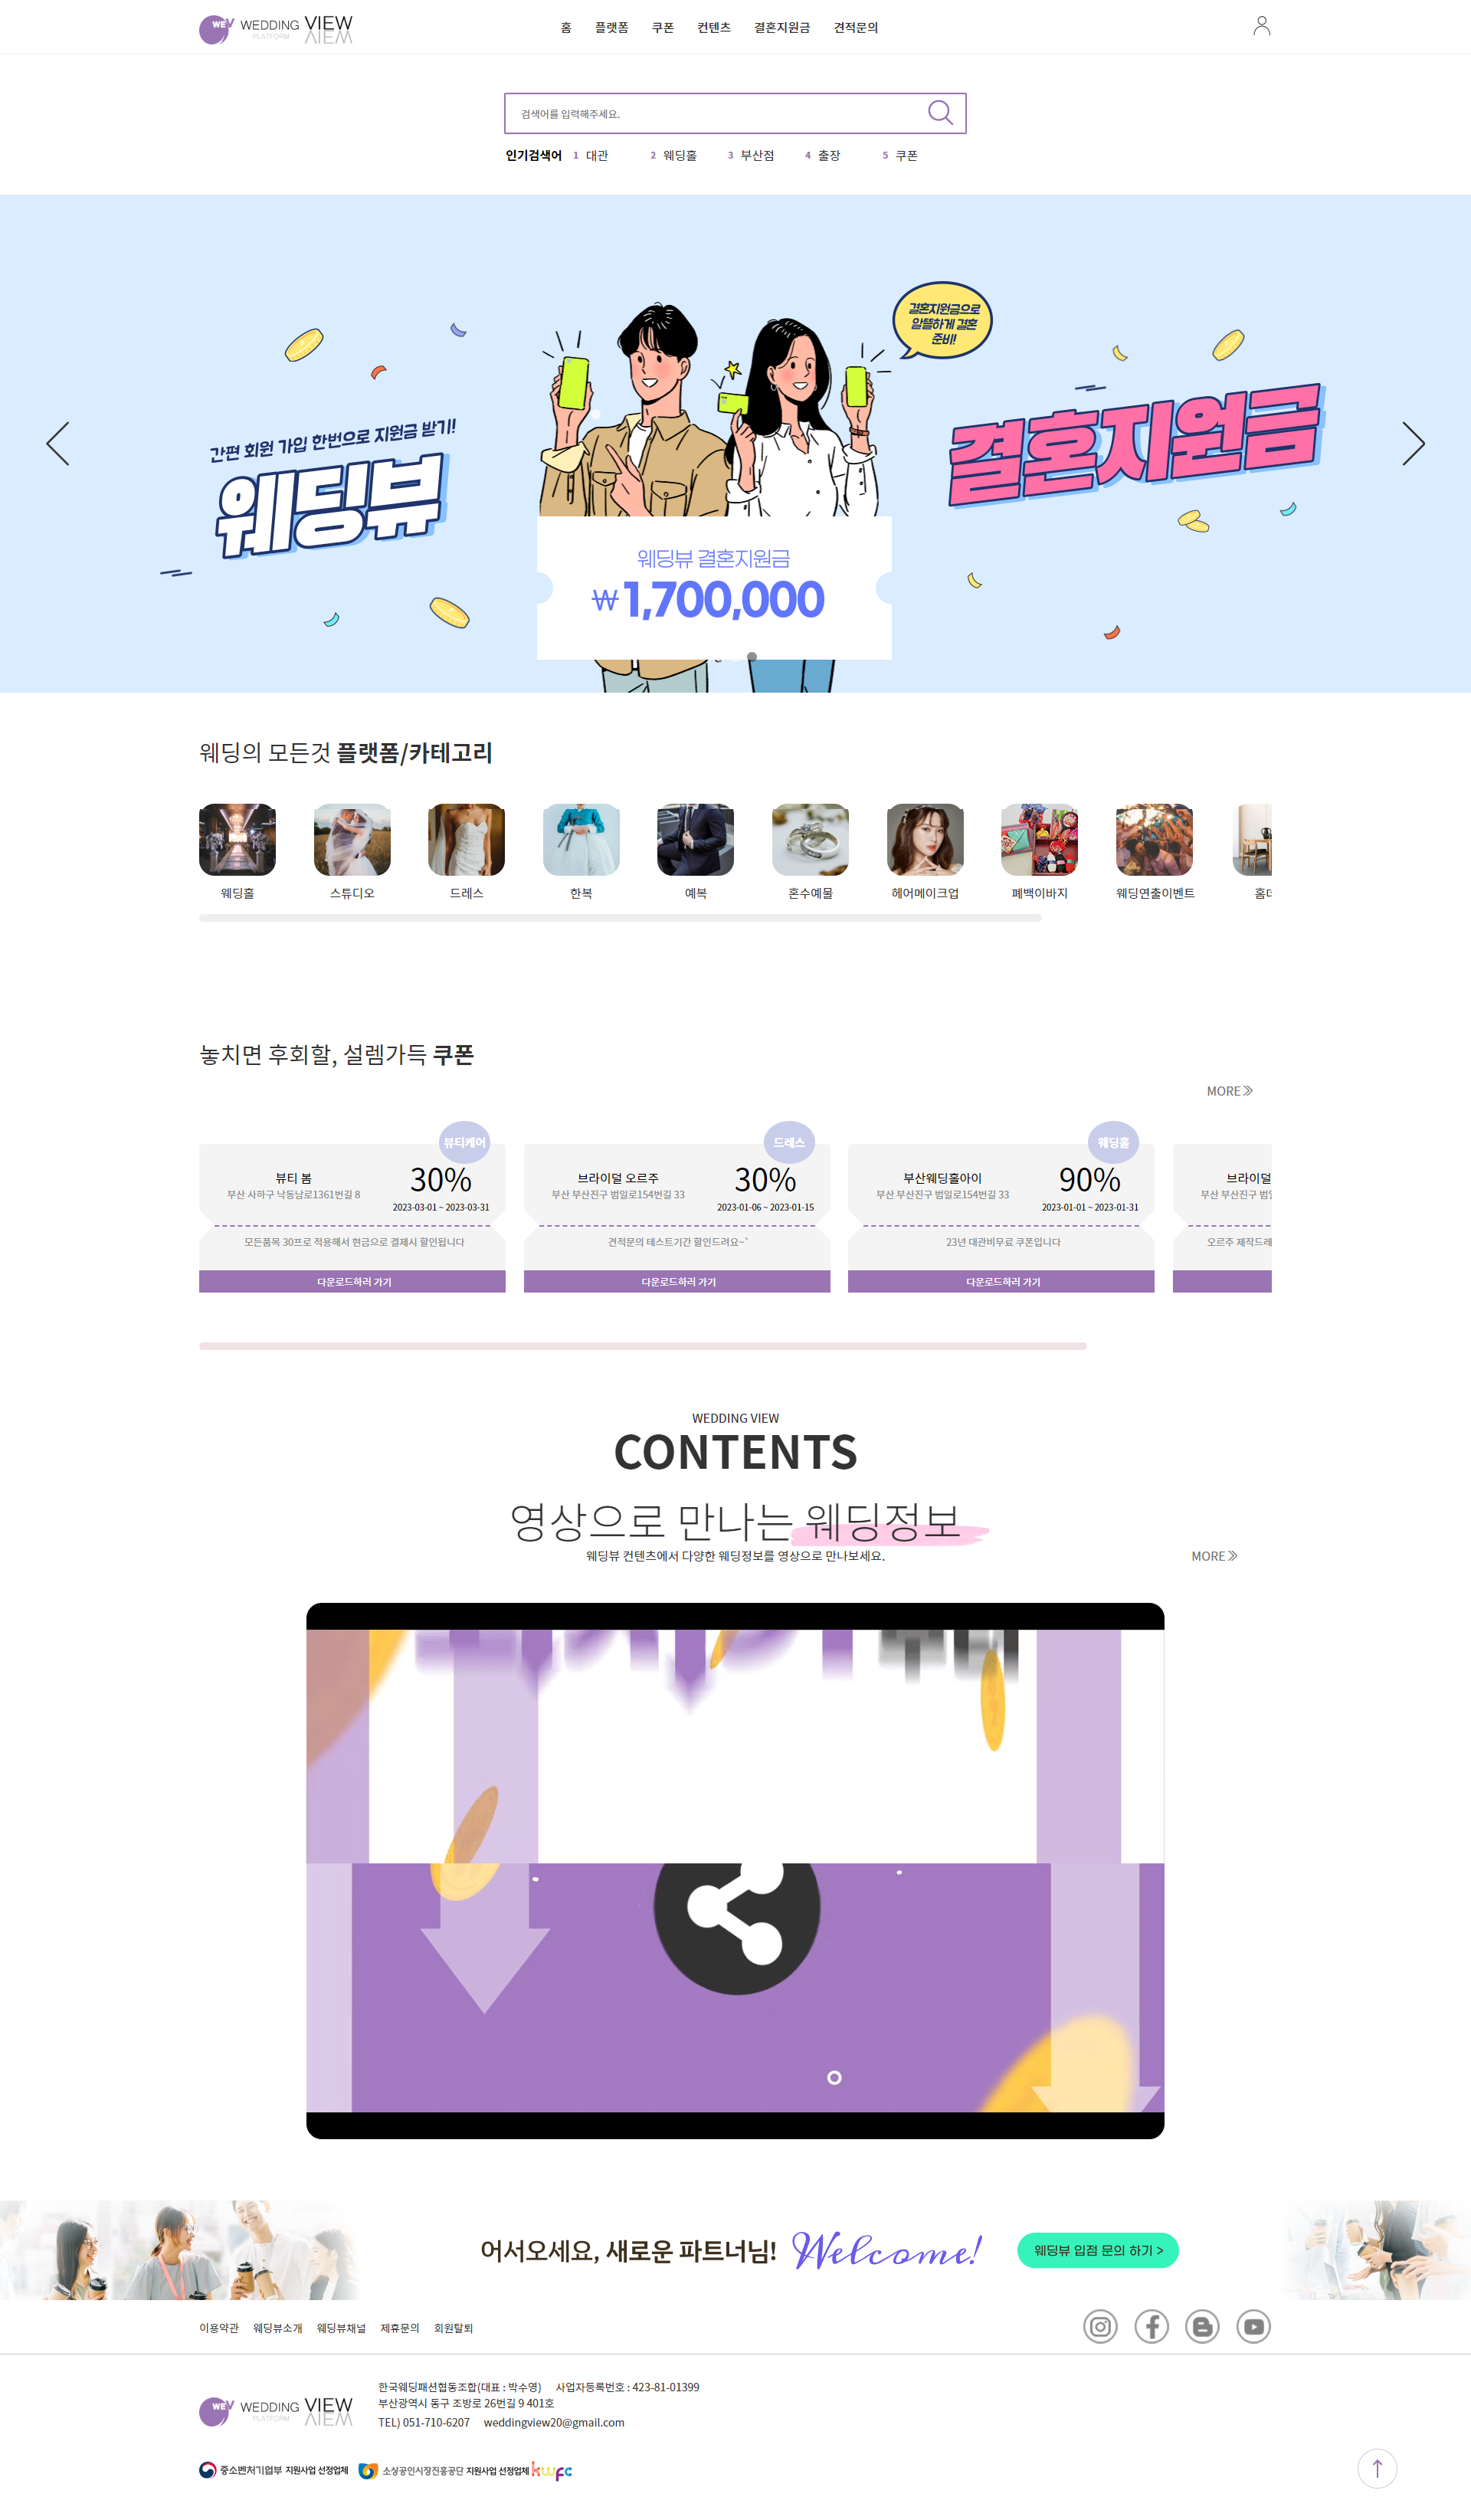 WEV WEDDING VIEW
PLATFORM
홈 플랫폼 쿠폰 컨텐츠 결혼지원금 견적문의
검색어를 입력해주세요.
인기검색어 1 대관 2 웨딩홀 3 부산점 4 출장 5 쿠폰
결혼지원금으로
알뜰하게 결혼
준비!
간편 회원 가입 한번으로 지원금 받기!
웨딩뷰
결혼지원금
웨딩뷰 결혼지원금
₩1,700,000
웨딩의 모든것 플랫폼/카테고리
웨딩홀 스튜디오 드레스 한복 예복 혼수예물 헤어메이크업 폐백이바지 웨딩연출이벤트
놓치면 후회할, 설렘가득 쿠폰
MORE
뷰티케어
뷰티 봄
30%
부산 사하구 낙동남로1361번길 8
2023-03-01 ~ 2023-03-31
모든품목 30프로 적용해서 현금으로 결제시 할인됩니다
다운로드하러 가기
드레스
브라이덜 오르주
30%
부산 부산진구 범일로154번길 33
2023-01-06 ~ 2023-01-15
견적문의 테스트기간 할인드려요~`
다운로드하러 가기
웨딩홀
부산웨딩홀아이
90%
부산 부산진구 범일로154번길 33
2023-01-01 ~ 2023-01-31
23년 대관비무료 쿠폰입니다
다운로드하러 가기
브라이덜
부산 부산진구
오르주 제작드레
WEDDING VIEW
CONTENTS
영상으로 만나는 웨딩정보
웨딩뷰 컨텐츠에서 다양한 웨딩정보를 영상으로 만나보세요.
MORE
어서오세요, 새로운 파트너님! Welcome!
웨딩뷰 입점 문의 하기 >
이용약관 웨딩뷰소개 웨딩뷰채널 제휴문의 회원탈퇴
WEV WEDDING VIEW
PLATFORM
한국웨딩패션협동조합(대표 : 박수영) 사업자등록번호 : 423-81-01399
부산광역시 동구 조방로 26번길 9 401호
TEL) 051-710-6207 weddingview20@gmail.com
중소벤처기업부 지원사업 선정업체 소상공인시장진흥공단 지원사업 선정업체 kwfc